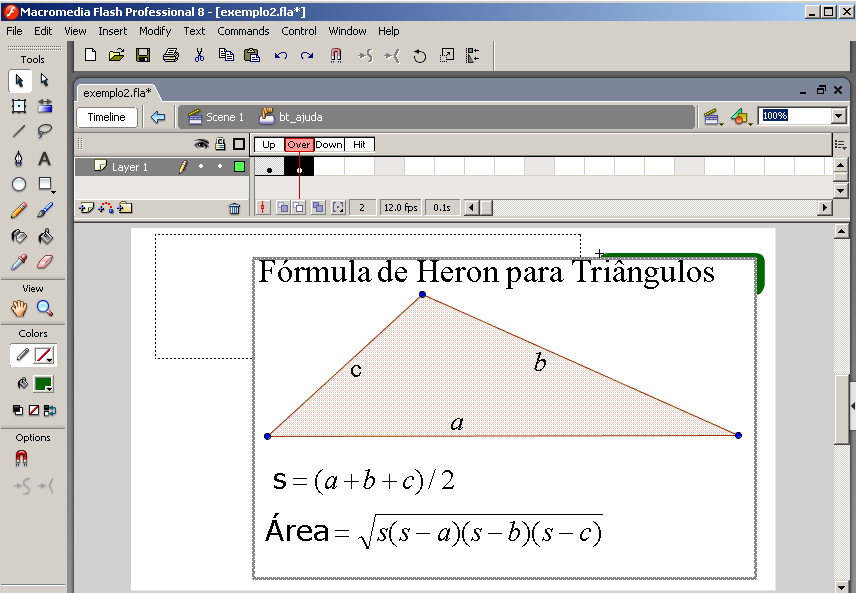 Macromedia Flash Professional 8 - [exemplo2.fla*]
File Edit View Insert Modify Text Commands Control Window Help
Tools
exemplo2.fla*
Timeline Scene 1 bt_ajuda 100%
Up Over Down Hit
Layer 1
2 12.0 fps 0.1s
View
Colors
Options
Fórmula de Heron para Triângulos
c
b
a
s = (a + b + c) / 2
Área = √s(s − a)(s − b)(s − c)